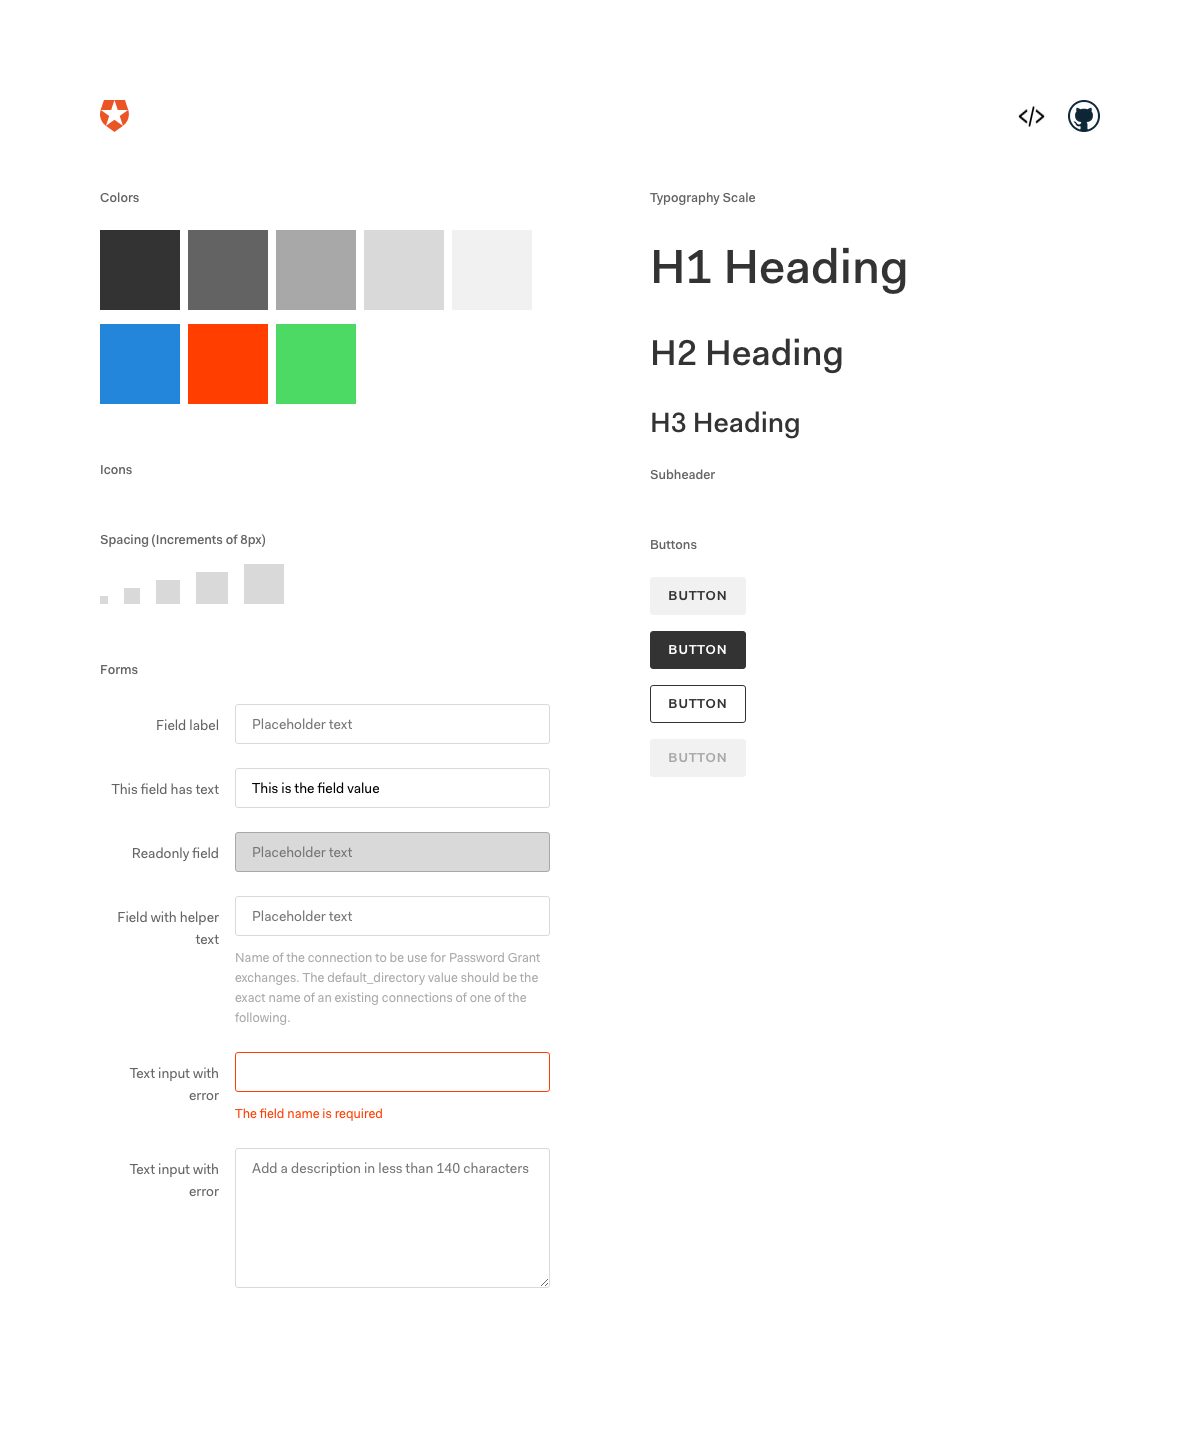 Colors
Icons
Spacing (Increments of 8px)
Forms
Field label
Placeholder text
This field has text
This is the field value
Readonly field
Placeholder text
Field with helper
text
Placeholder text
Name of the connection to be use for Password Grant
exchanges. The default_directory value should be the
exact name of an existing connections of one of the
following.
Text input with
error
The field name is required
Text input with
error
Add a description in less than 140 characters
</>
Typography Scale
H1 Heading
H2 Heading
H3 Heading
Subheader
Buttons
BUTTON
BUTTON
BUTTON
BUTTON